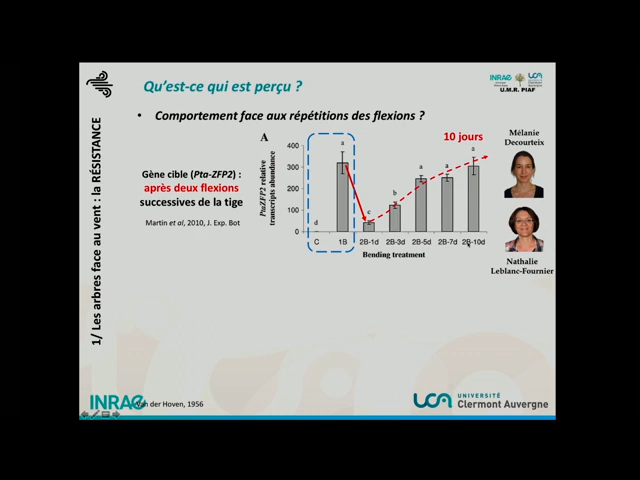 Qu'est-ce qui est perçu ?
INRAE
UCA
U.M.R. PIAF
• Comportement face aux répétitions des flexions ?
1/ Les arbres face au vent : la RÉSISTANCE
Gène cible (Pta-ZFP2) :
après deux flexions
successives de la tige
Martin et al, 2010, J. Exp. Bot
A
10 jours
PtaZFP2 relative
transcripts abundance
400
300
200
100
0
d
a
c
b
a
a
a
C
1B
2B-1d
2B-3d
2B-5d
2B-7d
2B-10d
Bending treatment
Mélanie
Decourteix
Nathalie
Leblanc-Fournier
INRAE
Van der Hoven, 1956
UCA
UNIVERSITÉ
Clermont Auvergne